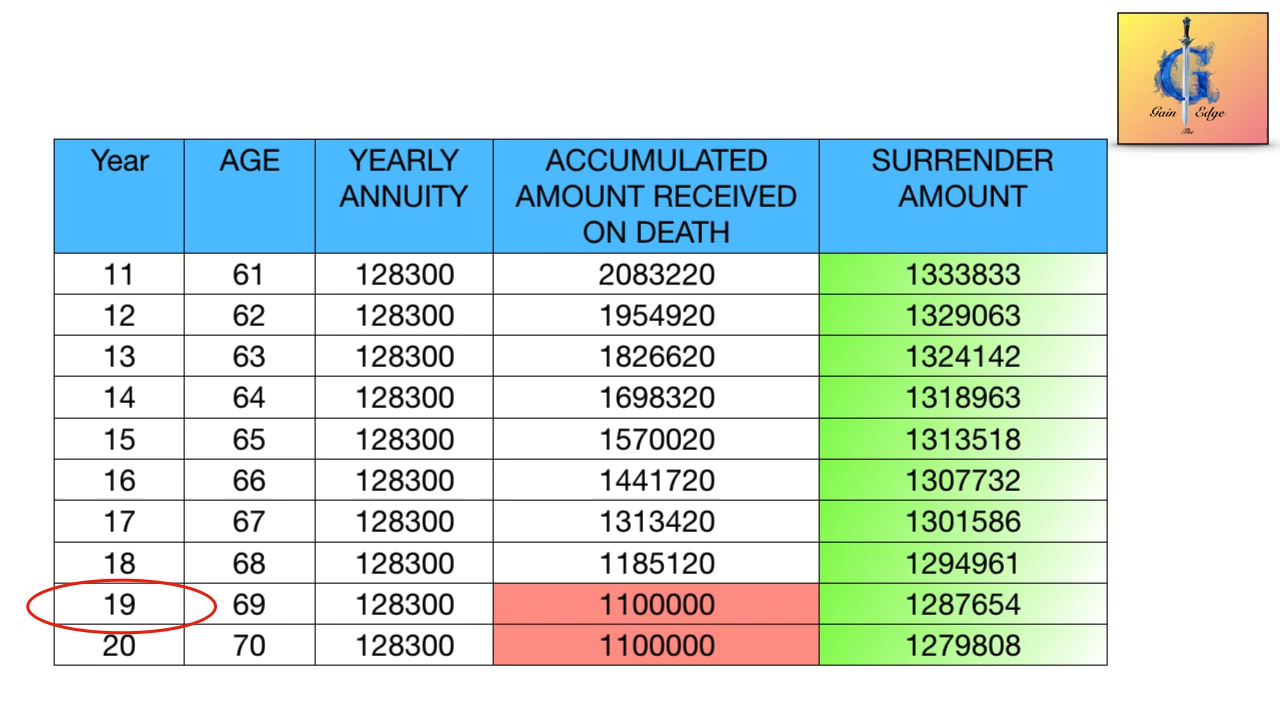 G
Gain Edge
The
Year AGE YEARLY ANNUITY ACCUMULATED AMOUNT RECEIVED ON DEATH SURRENDER AMOUNT
11 61 128300 2083220 1333833
12 62 128300 1954920 1329063
13 63 128300 1826620 1324142
14 64 128300 1698320 1318963
15 65 128300 1570020 1313518
16 66 128300 1441720 1307732
17 67 128300 1313420 1301586
18 68 128300 1185120 1294961
19 69 128300 1100000 1287654
20 70 128300 1100000 1279808